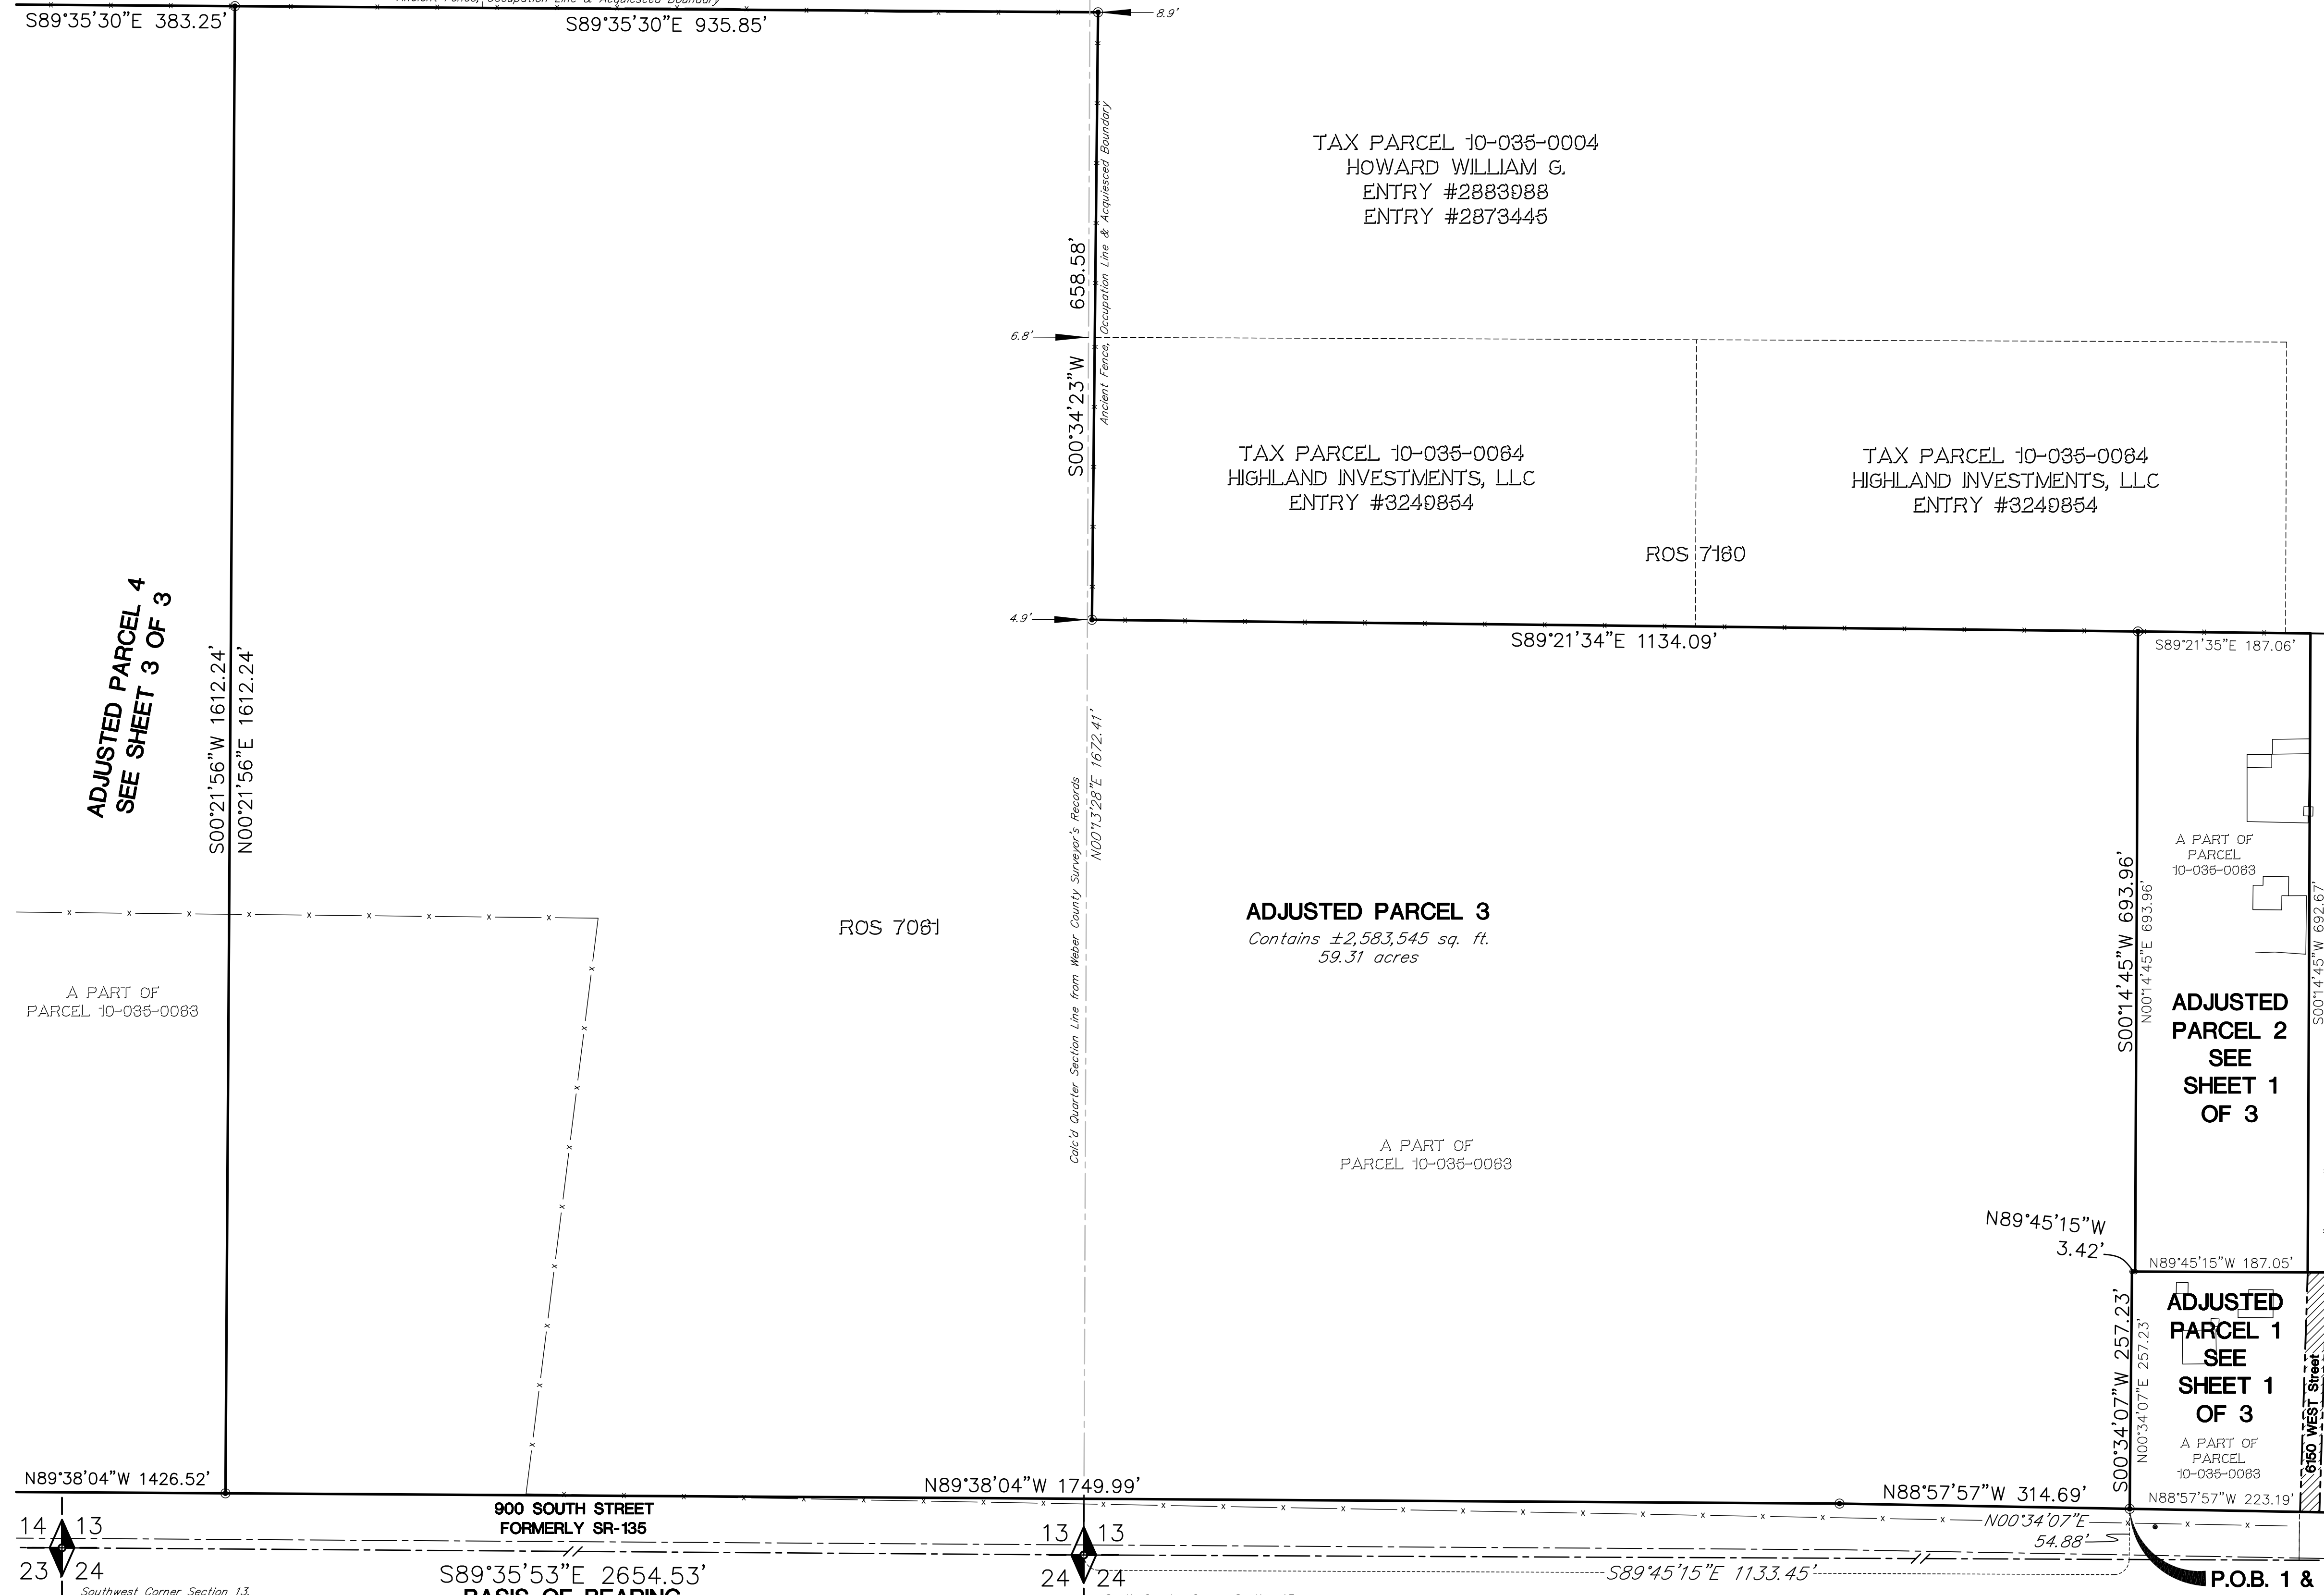 Ancient Fence, Occupation Line & Acquiesced Boundary
S89°35'30"E 383.25'
S89°35'30"E 935.85'
8.9'
TAX PARCEL 10-035-0004
HOWARD WILLIAM G.
ENTRY #2883988
ENTRY #2873445
Ancient Fence, Occupation Line & Acquiesced Boundary
S00°34'23"W 658.58'
6.8'
TAX PARCEL 10-035-0064
HIGHLAND INVESTMENTS, LLC
ENTRY #3249854
TAX PARCEL 10-035-0064
HIGHLAND INVESTMENTS, LLC
ENTRY #3249854
ROS 7160
4.9'
S89°21'34"E 1134.09'
S89°21'35"E 187.06'
ADJUSTED PARCEL 4
SEE SHEET 3 OF 3
S00°21'56"W 1612.24'
N00°21'56"E 1612.24'
N00°13'28"E 1672.41'
Calc'd Quarter Section Line from Weber County Surveyor's Records
A PART OF
PARCEL
10-035-0063
S00°14'45"W 693.96'
N00°14'45"E 693.96'
S00°14'45"W 692.67'
ROS 7061
ADJUSTED PARCEL 3
Contains ±2,583,545 sq. ft.
59.31 acres
A PART OF
PARCEL 10-035-0063
ADJUSTED
PARCEL 2
SEE
SHEET 1
OF 3
A PART OF
PARCEL 10-035-0063
N89°45'15"W
3.42'
N89°45'15"W 187.05'
ADJUSTED
PARCEL 1
SEE
SHEET 1
OF 3
S00°34'07"W 257.23'
N00°34'07"E 257.23'
6150 WEST Street
A PART OF
PARCEL
10-035-0063
N89°38'04"W 1426.52'
N89°38'04"W 1749.99'
N88°57'57"W 314.69'
N88°57'57"W 223.19'
900 SOUTH STREET
FORMERLY SR-135
14 13
23 24
13 13
24 24
N00°34'07"E
54.88'
S89°35'53"E 2654.53'
BASIS OF BEARING
S89°45'15"E 1133.45'
Southwest Corner Section 13,
P.O.B. 1 &